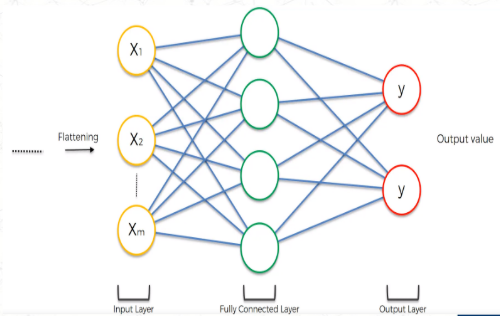 X1
y
Flattening
X2
Output value
...........
y
Xm
Input Layer
Fully Connected Layer
Output Layer